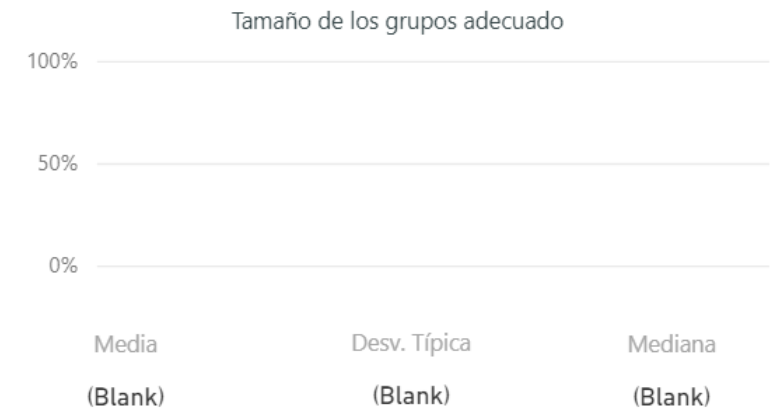 Tamaño de los grupos adecuado
100%
50%
0%
Media Desv. Típica Mediana
(Blank) (Blank) (Blank)